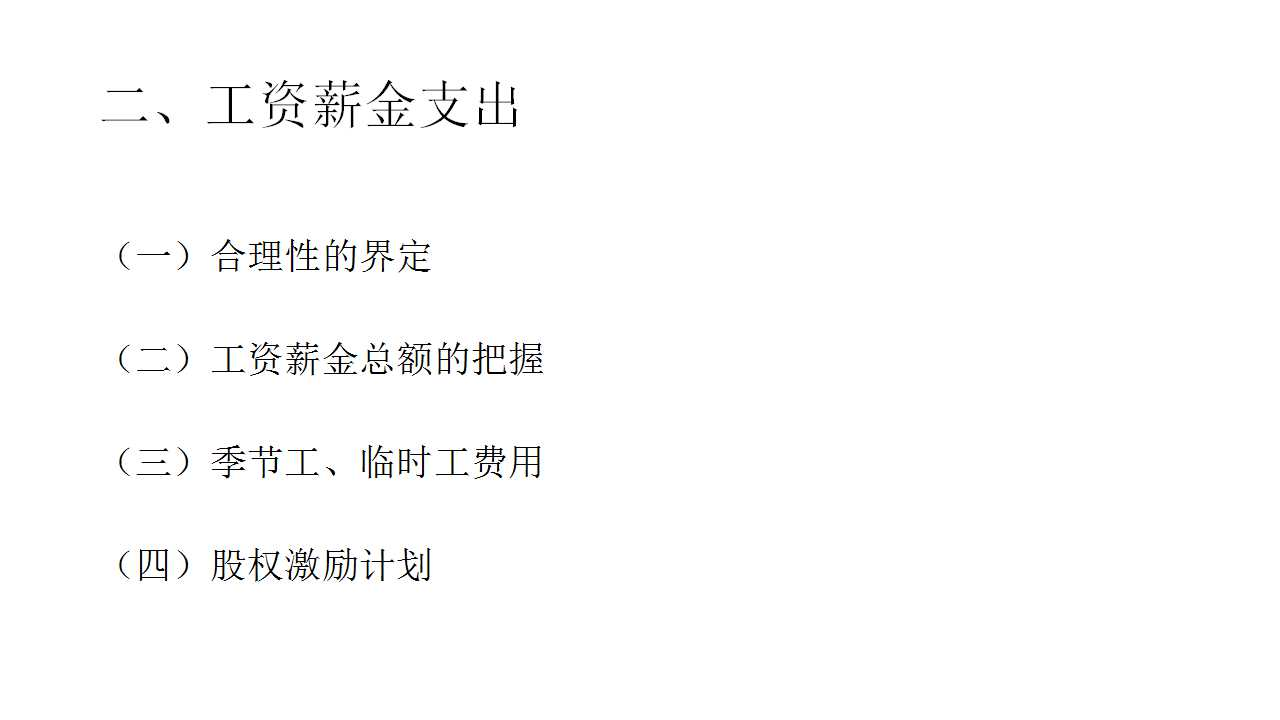 二、工资薪金支出
（一）合理性的界定
（二）工资薪金总额的把握
（三）季节工、临时工费用
（四）股权激励计划